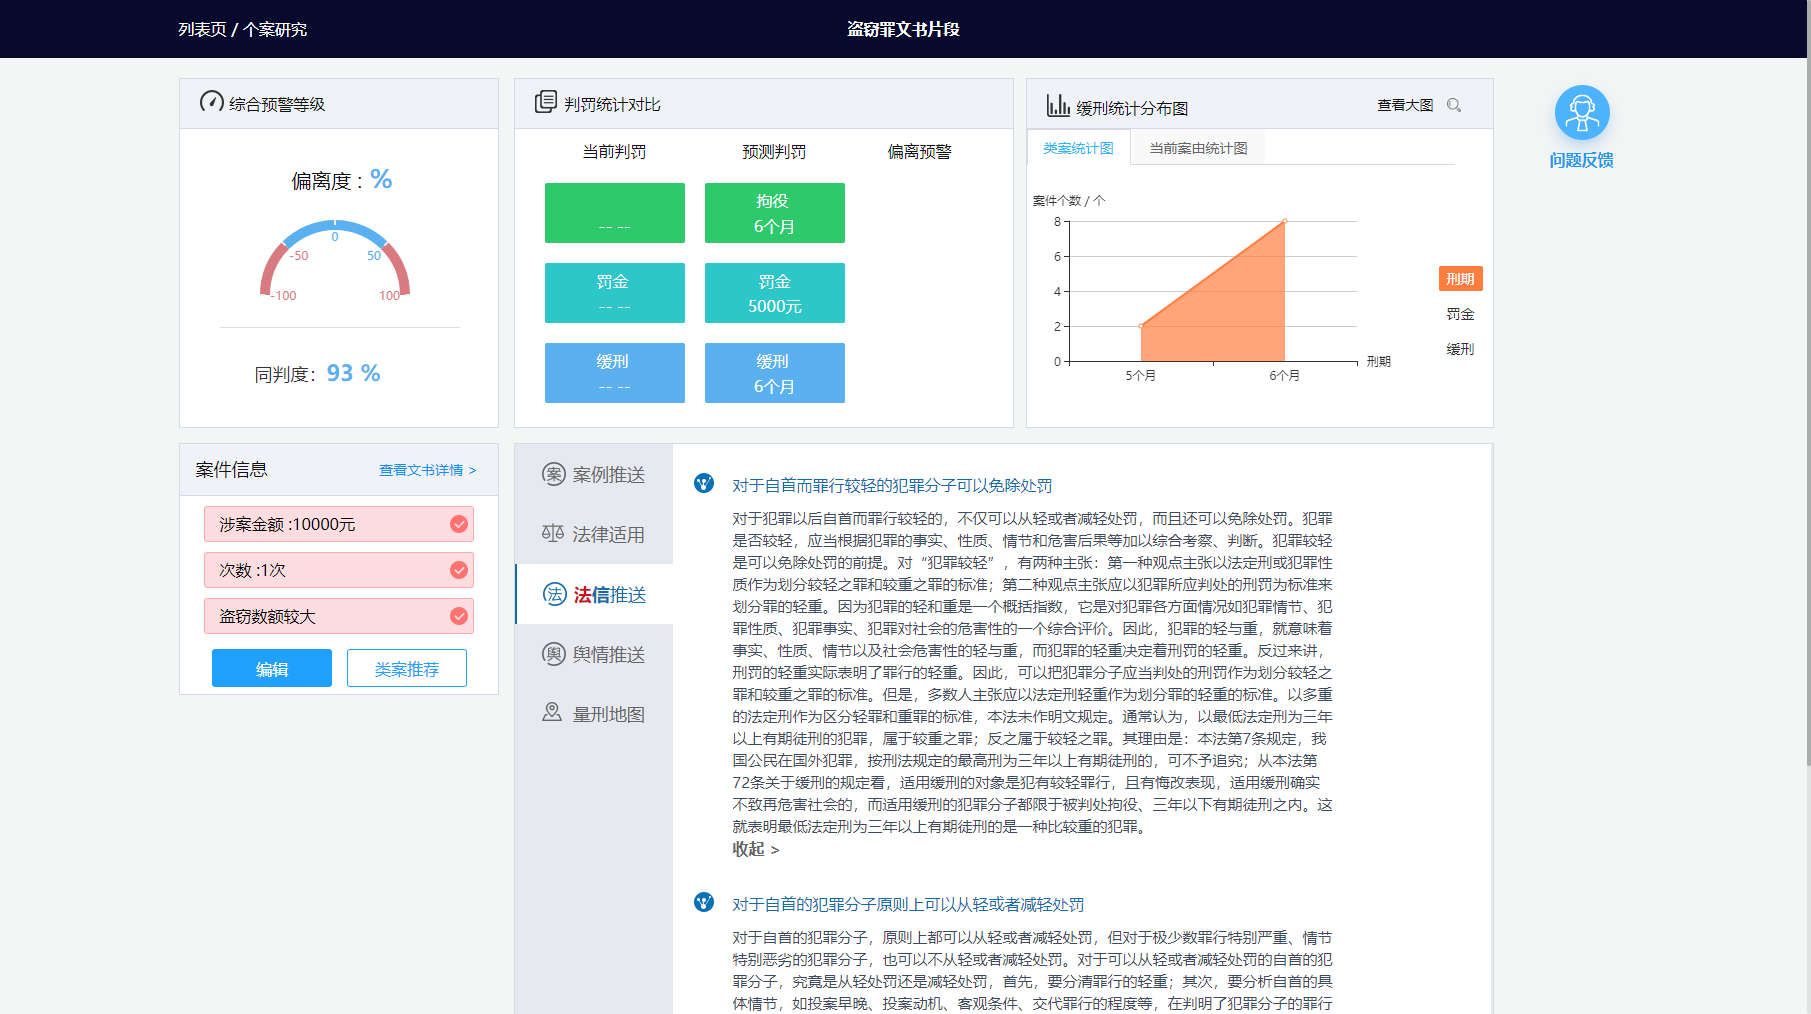 列表页 / 个案研究
盗窃罪文书片段
综合预警等级
偏离度 : %
0
-50
50
-100
100
同判度： 93 %
判罚统计对比
当前判罚
预测判罚
偏离预警
-- --
拘役
6个月
罚金
-- --
罚金
5000元
缓刑
-- --
缓刑
6个月
缓刑统计分布图
查看大图
类案统计图
当前案由统计图
案件个数 / 个
8
6
4
2
0
5个月
6个月
刑期
刑期
罚金
缓刑
问题反馈
案件信息
查看文书详情 >
涉案金额 :10000元
次数 :1次
盗窃数额较大
编辑
类案推荐
案 案例推送
法律适用
法 法信推送
舆 舆情推送
量刑地图
对于自首而罪行较轻的犯罪分子可以免除处罚
对于犯罪以后自首而罪行较轻的，不仅可以从轻或者减轻处罚，而且还可以免除处罚。犯罪
是否较轻，应当根据犯罪的事实、性质、情节和危害后果等加以综合考察、判断。犯罪较轻
是可以免除处罚的前提。对“犯罪较轻”，有两种主张：第一种观点主张以法定刑或犯罪性
质作为划分较轻之罪和较重之罪的标准；第二种观点主张应以犯罪所应判处的刑罚为标准来
划分罪的轻重。因为犯罪的轻和重是一个概括指数，它是对犯罪各方面情况如犯罪情节、犯
罪性质、犯罪事实、犯罪对社会的危害性的一个综合评价。因此，犯罪的轻与重，就意味着
事实、性质、情节以及社会危害性的轻与重，而犯罪的轻重决定着刑罚的轻重。反过来讲，
刑罚的轻重实际表明了罪行的轻重。因此，可以把犯罪分子应当判处的刑罚作为划分较轻之
罪和较重之罪的标准。但是，多数人主张应以法定刑轻重作为划分罪的轻重的标准。以多重
的法定刑作为区分轻罪和重罪的标准，本法未作明文规定。通常认为，以最低法定刑为三年
以上有期徒刑的犯罪，属于较重之罪；反之属于较轻之罪。其理由是：本法第7条规定，我
国公民在国外犯罪，按刑法规定的最高刑为三年以上有期徒刑的，可不予追究；从本法第
72条关于缓刑的规定看，适用缓刑的对象是犯有较轻罪行，且有悔改表现，适用缓刑确实
不致再危害社会的，而适用缓刑的犯罪分子都限于被判处拘役、三年以下有期徒刑之内。这
就表明最低法定刑为三年以上有期徒刑的是一种比较重的犯罪。
收起 >
对于自首的犯罪分子原则上可以从轻或者减轻处罚
对于自首的犯罪分子，原则上都可以从轻或者减轻处罚，但对于极少数罪行特别严重、情节
特别恶劣的犯罪分子，也可以不从轻或者减轻处罚。对于可以从轻或者减轻处罚的自首的犯
罪分子，究竟是从轻处罚还是减轻处罚，首先，要分清罪行的轻重；其次，要分析自首的具
体情节，如投案早晚、投案动机、客观条件、交代罪行的程度等，在判明了犯罪分子的罪行